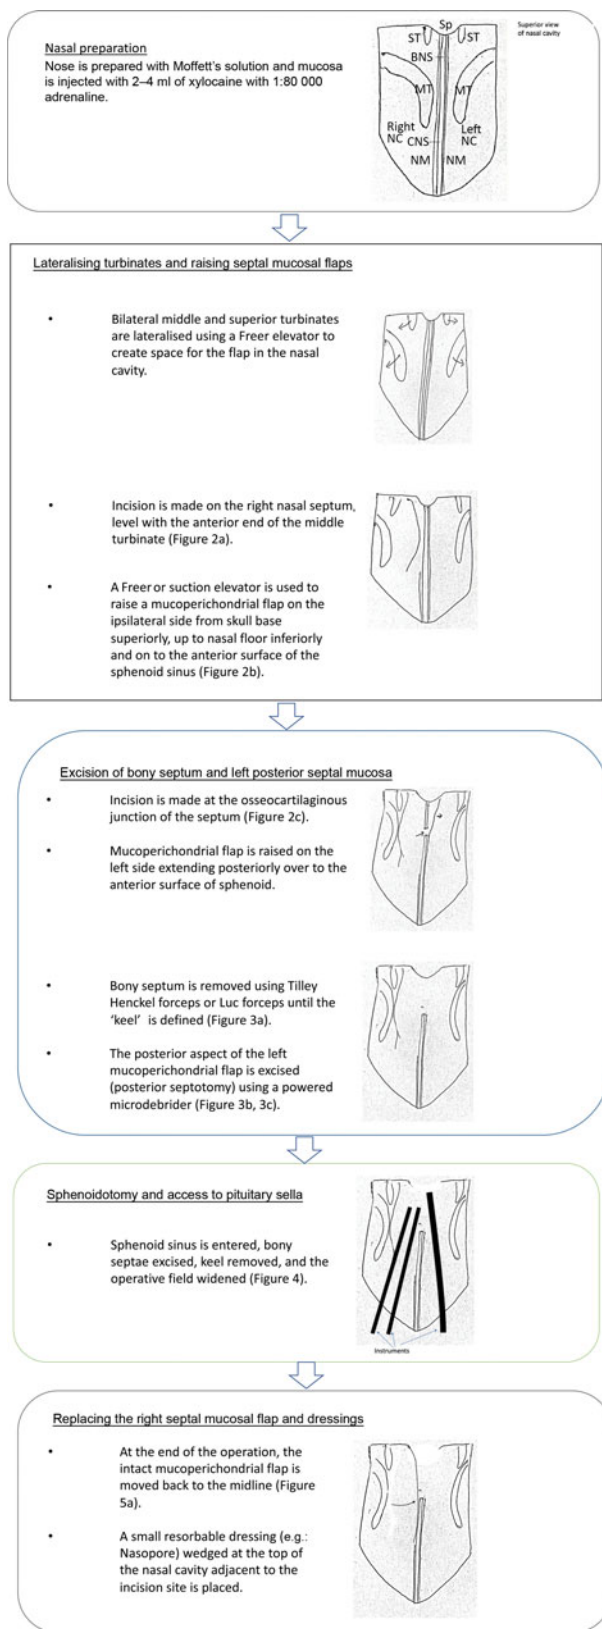 Nasal preparation
Nose is prepared with Moffett's solution and mucosa
is injected with 2–4 ml of xylocaine with 1:80 000
adrenaline.
Superior view
of nasal cavity
Sp
ST
ST
BNS
MT
MT
Right
NC
Left
NC
CNS
NM
NM
Lateralising turbinates and raising septal mucosal flaps
• Bilateral middle and superior turbinates
are lateralised using a Freer elevator to
create space for the flap in the nasal
cavity.
• Incision is made on the right nasal septum,
level with the anterior end of the middle
turbinate (Figure 2a).
• A Freer or suction elevator is used to
raise a mucoperichondrial flap on the
ipsilateral side from skull base
superiorly, up to nasal floor inferiorly
and on to the anterior surface of the
sphenoid sinus (Figure 2b).
Excision of bony septum and left posterior septal mucosa
• Incision is made at the osseocartilaginous
junction of the septum (Figure 2c).
• Mucoperichondrial flap is raised on the
left side extending posteriorly over to the
anterior surface of sphenoid.
• Bony septum is removed using Tilley
Henckel forceps or Luc forceps until the
‘keel’ is defined (Figure 3a).
• The posterior aspect of the left
mucoperichondrial flap is excised
(posterior septotomy) using a powered
microdebrider (Figure 3b, 3c).
Sphenoidotomy and access to pituitary sella
• Sphenoid sinus is entered, bony
septae excised, keel removed, and the
operative field widened (Figure 4).
Instruments
Replacing the right septal mucosal flap and dressings
• At the end of the operation, the
intact mucoperichondrial flap is
moved back to the midline (Figure
5a).
• A small resorbable dressing (e.g.:
Nasopore) wedged at the top of
the nasal cavity adjacent to the
incision site is placed.